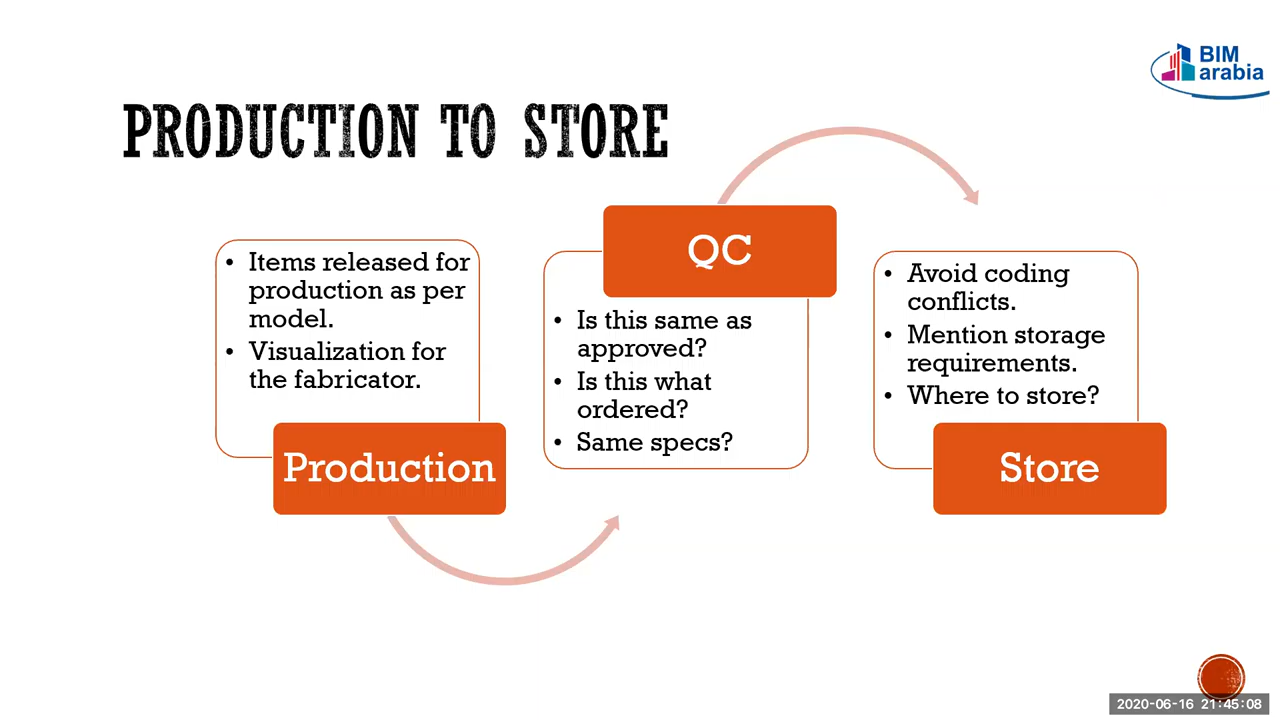 BIM
arabia
PRODUCTION TO STORE
• Items released for
production as per
model.
• Visualization for
the fabricator.
Production
QC
• Is this same as
approved?
• Is this what
ordered?
• Same specs?
• Avoid coding
conflicts.
• Mention storage
requirements.
• Where to store?
Store
2020-06-16 21:45:08